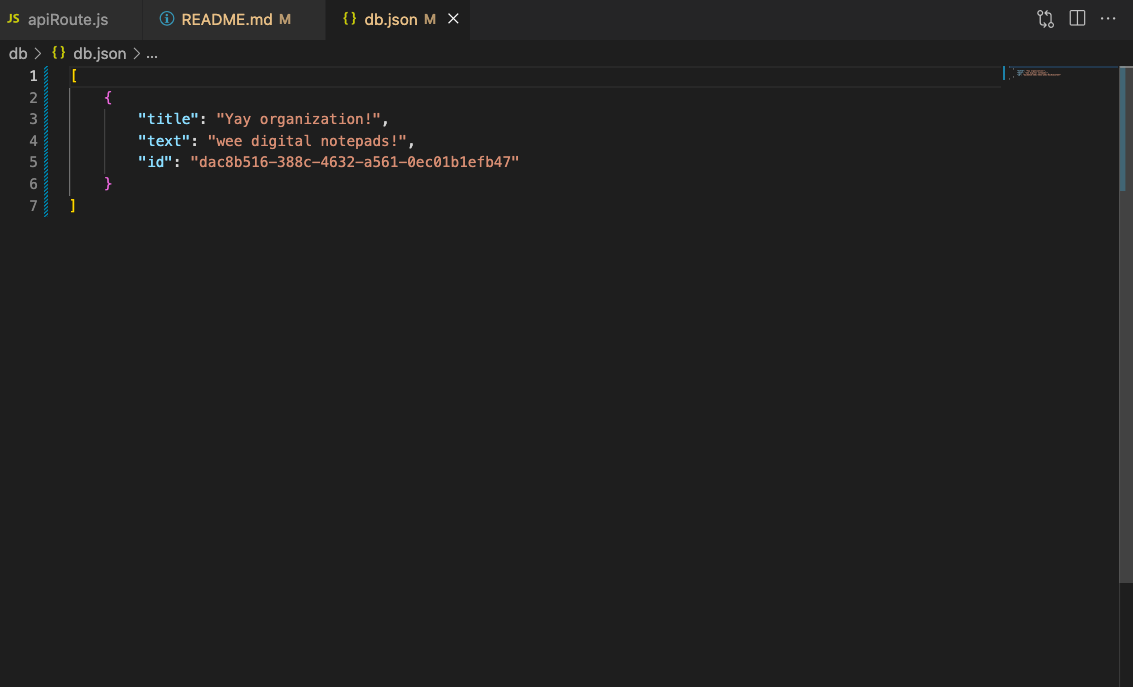 JS apiRoute.js README.md M {} db.json M
db > {} db.json > ...
1 [
2 {
3 "title": "Yay organization!",
4 "text": "wee digital notepads!",
5 "id": "dac8b516-388c-4632-a561-0ec01b1efb47"
6 }
7 ]